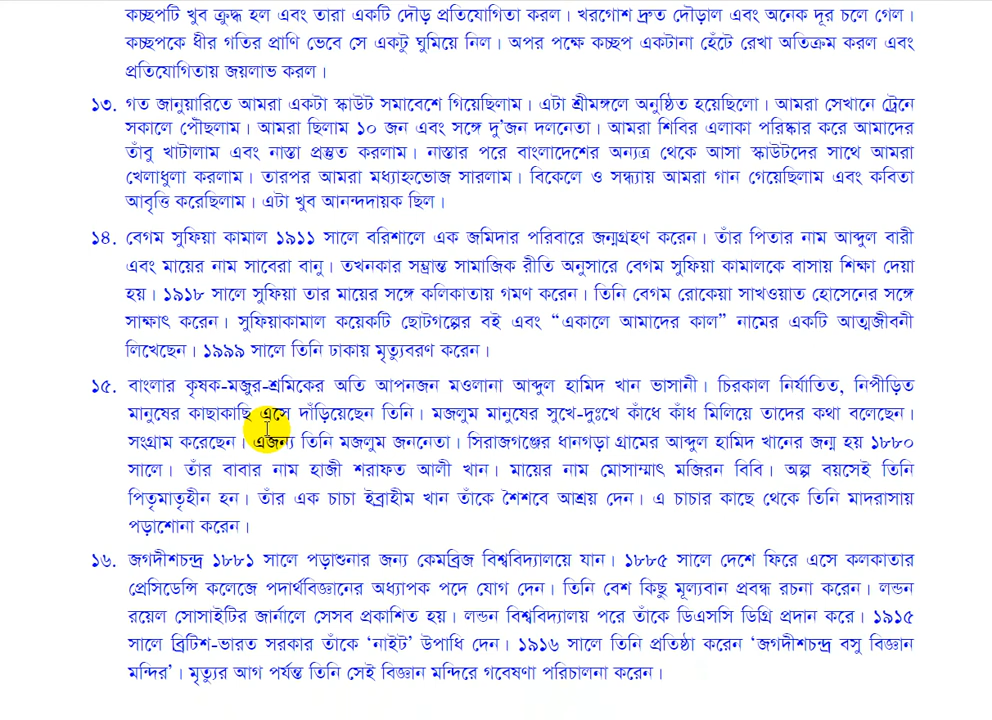 কচ্ছপটি খুব ক্রুদ্ধ হল এবং তারা একটি দৌড় প্রতিযোগিতা করল। খরগোশ দ্রুত দৌড়াল এবং অনেক দূর চলে গেল।
কচ্ছপকে ধীর গতির প্রাণি ভেবে সে একটু ঘুমিয়ে নিল। অপর পক্ষে কচ্ছপ একটানা হেঁটে রেখা অতিক্রম করল এবং
প্রতিযোগিতায় জয়লাভ করল।
১৩. গত জানুয়ারিতে আমরা একটা স্কাউট সমাবেশে গিয়েছিলাম। এটা শ্রীমঙ্গলে অনুষ্ঠিত হয়েছিলো। আমরা সেখানে ট্রেনে
সকালে পৌঁছলাম। আমরা ছিলাম ১০ জন এবং সঙ্গে দু'জন দলনেতা। আমরা শিবির এলাকা পরিষ্কার করে আমাদের
তাঁবু খাটালাম এবং নাস্তা প্রস্তুত করলাম। নাস্তার পরে বাংলাদেশের অন্যত্র থেকে আসা স্কাউটদের সাথে আমরা
খেলাধুলা করলাম। তারপর আমরা মধ্যাহ্নভোজ সারলাম। বিকেলে ও সন্ধ্যায় আমরা গান গেয়েছিলাম এবং কবিতা
আবৃত্তি করেছিলাম। এটা খুব আনন্দদায়ক ছিল।
১৪. বেগম সুফিয়া কামাল ১৯১১ সালে বরিশালে এক জমিদার পরিবারে জন্মগ্রহণ করেন। তাঁর পিতার নাম আব্দুল বারী
এবং মায়ের নাম সাবেরা বানু। তখনকার সম্ভ্রান্ত সামাজিক রীতি অনুসারে বেগম সুফিয়া কামালকে বাসায় শিক্ষা দেয়া
হয়। ১৯১৮ সালে সুফিয়া তার মায়ের সঙ্গে কলিকাতায় গমণ করেন। তিনি বেগম রোকেয়া সাখওয়াত হোসেনের সঙ্গে
সাক্ষাৎ করেন। সুফিয়াকামাল কয়েকটি ছোটগল্পের বই এবং “একালে আমাদের কাল” নামের একটি আত্মজীবনী
লিখেছেন। ১৯৯৯ সালে তিনি ঢাকায় মৃত্যুবরণ করেন।
১৫. বাংলার কৃষক-মজুর-শ্রমিকের অতি আপনজন মওলানা আব্দুল হামিদ খান ভাসানী। চিরকাল নির্যাতিত, নিপীড়িত
মানুষের কাছাকাছি এসে দাঁড়িয়েছেন তিনি। মজলুম মানুষের সুখে-দুঃখে কাঁধে কাঁধ মিলিয়ে তাদের কথা বলেছেন।
সংগ্রাম করেছেন। এজন্য তিনি মজলুম জননেতা। সিরাজগঞ্জের ধানগড়া গ্রামের আব্দুল হামিদ খানের জন্ম হয় ১৮৮০
সালে। তাঁর বাবার নাম হাজী শরাফত আলী খান। মায়ের নাম মোসাম্মাৎ মজিরন বিবি। অল্প বয়সেই তিনি
পিতৃমাতৃহীন হন। তাঁর এক চাচা ইব্রাহীম খান তাঁকে শৈশবে আশ্রয় দেন। এ চাচার কাছে থেকে তিনি মাদরাসায়
পড়াশোনা করেন।
১৬. জগদীশচন্দ্র ১৮৮১ সালে পড়াশুনার জন্য কেমব্রিজ বিশ্ববিদ্যালয়ে যান। ১৮৮৫ সালে দেশে ফিরে এসে কলকাতার
প্রেসিডেন্সি কলেজে পদার্থবিজ্ঞানের অধ্যাপক পদে যোগ দেন। তিনি বেশ কিছু মূল্যবান প্রবন্ধ রচনা করেন। লন্ডন
রয়েল সোসাইটির জার্নালে সেসব প্রকাশিত হয়। লন্ডন বিশ্ববিদ্যালয় পরে তাঁকে ডিএসসি ডিগ্রি প্রদান করে। ১৯১৫
সালে ব্রিটিশ-ভারত সরকার তাঁকে ‘নাইট’ উপাধি দেন। ১৯১৬ সালে তিনি প্রতিষ্ঠা করেন ‘জগদীশচন্দ্র বসু বিজ্ঞান
মন্দির’। মৃত্যুর আগ পর্যন্ত তিনি সেই বিজ্ঞান মন্দিরে গবেষণা পরিচালনা করেন।